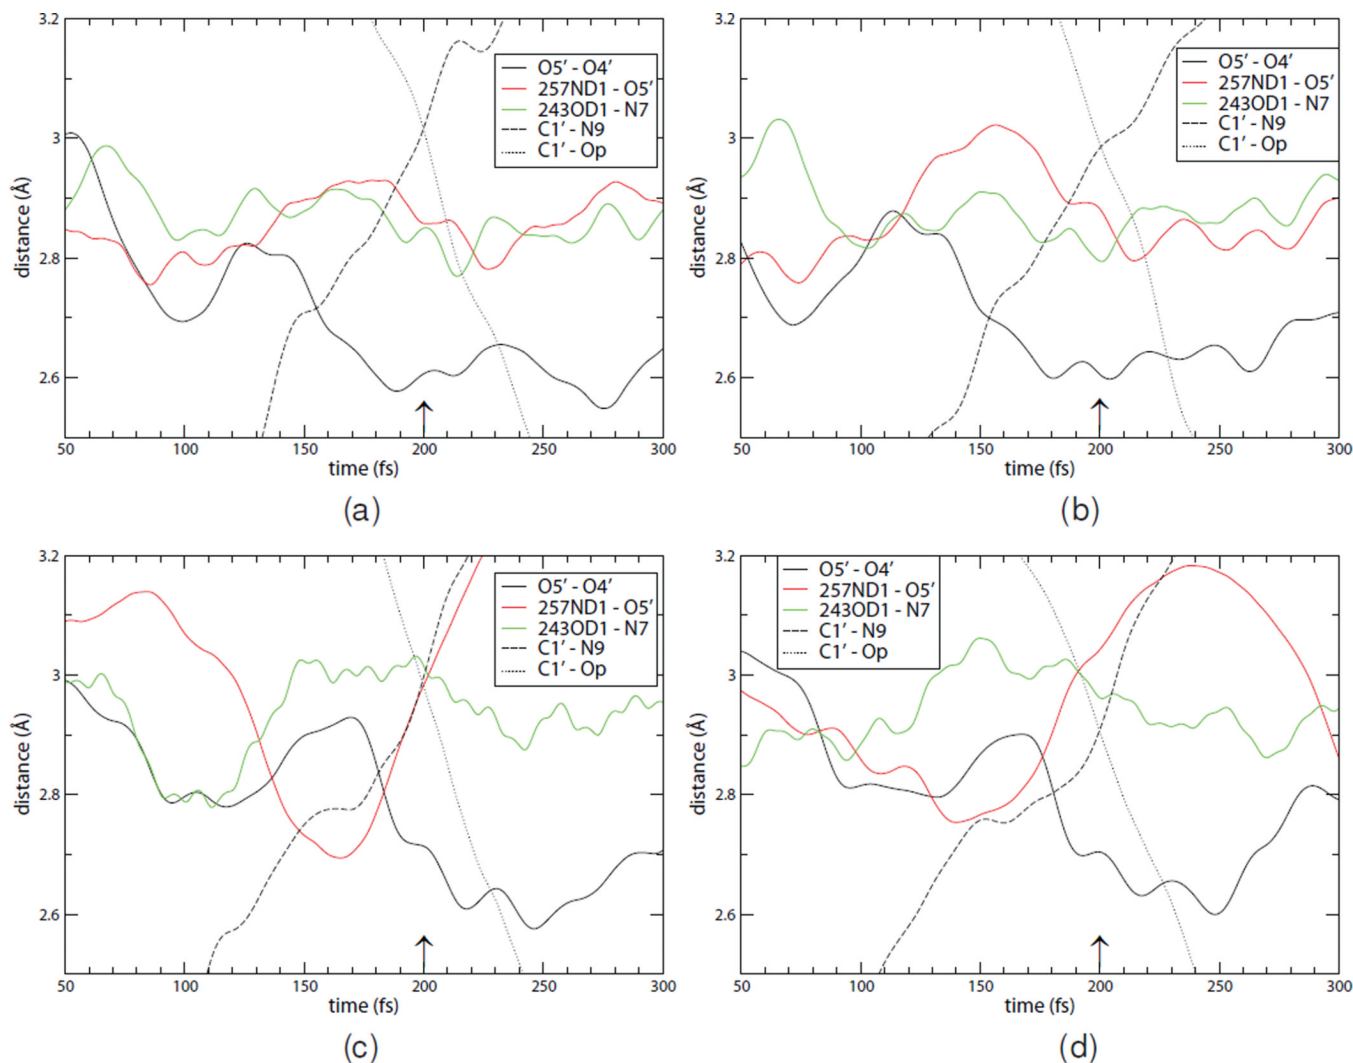 3.2
3
2.8
2.6
distance (Å)
O5′ - O4′
257ND1 - O5′
243OD1 - N7
C1′ - N9
C1′ - Op
50 100 150 200 250 300
time (fs)
(a)
3.2
3
2.8
2.6
distance (Å)
O5′ - O4′
257ND1 - O5′
243OD1 - N7
C1′ - N9
C1′ - Op
50 100 150 200 250 300
time (fs)
(b)
3.2
3
2.8
2.6
distance (Å)
O5′ - O4′
257ND1 - O5′
243OD1 - N7
C1′ - N9
C1′ - Op
50 100 150 200 250 300
time (fs)
(c)
3.2
3
2.8
2.6
distance (Å)
O5′ - O4′
257ND1 - O5′
243OD1 - N7
C1′ - N9
C1′ - Op
50 100 150 200 250 300
time (fs)
(d)